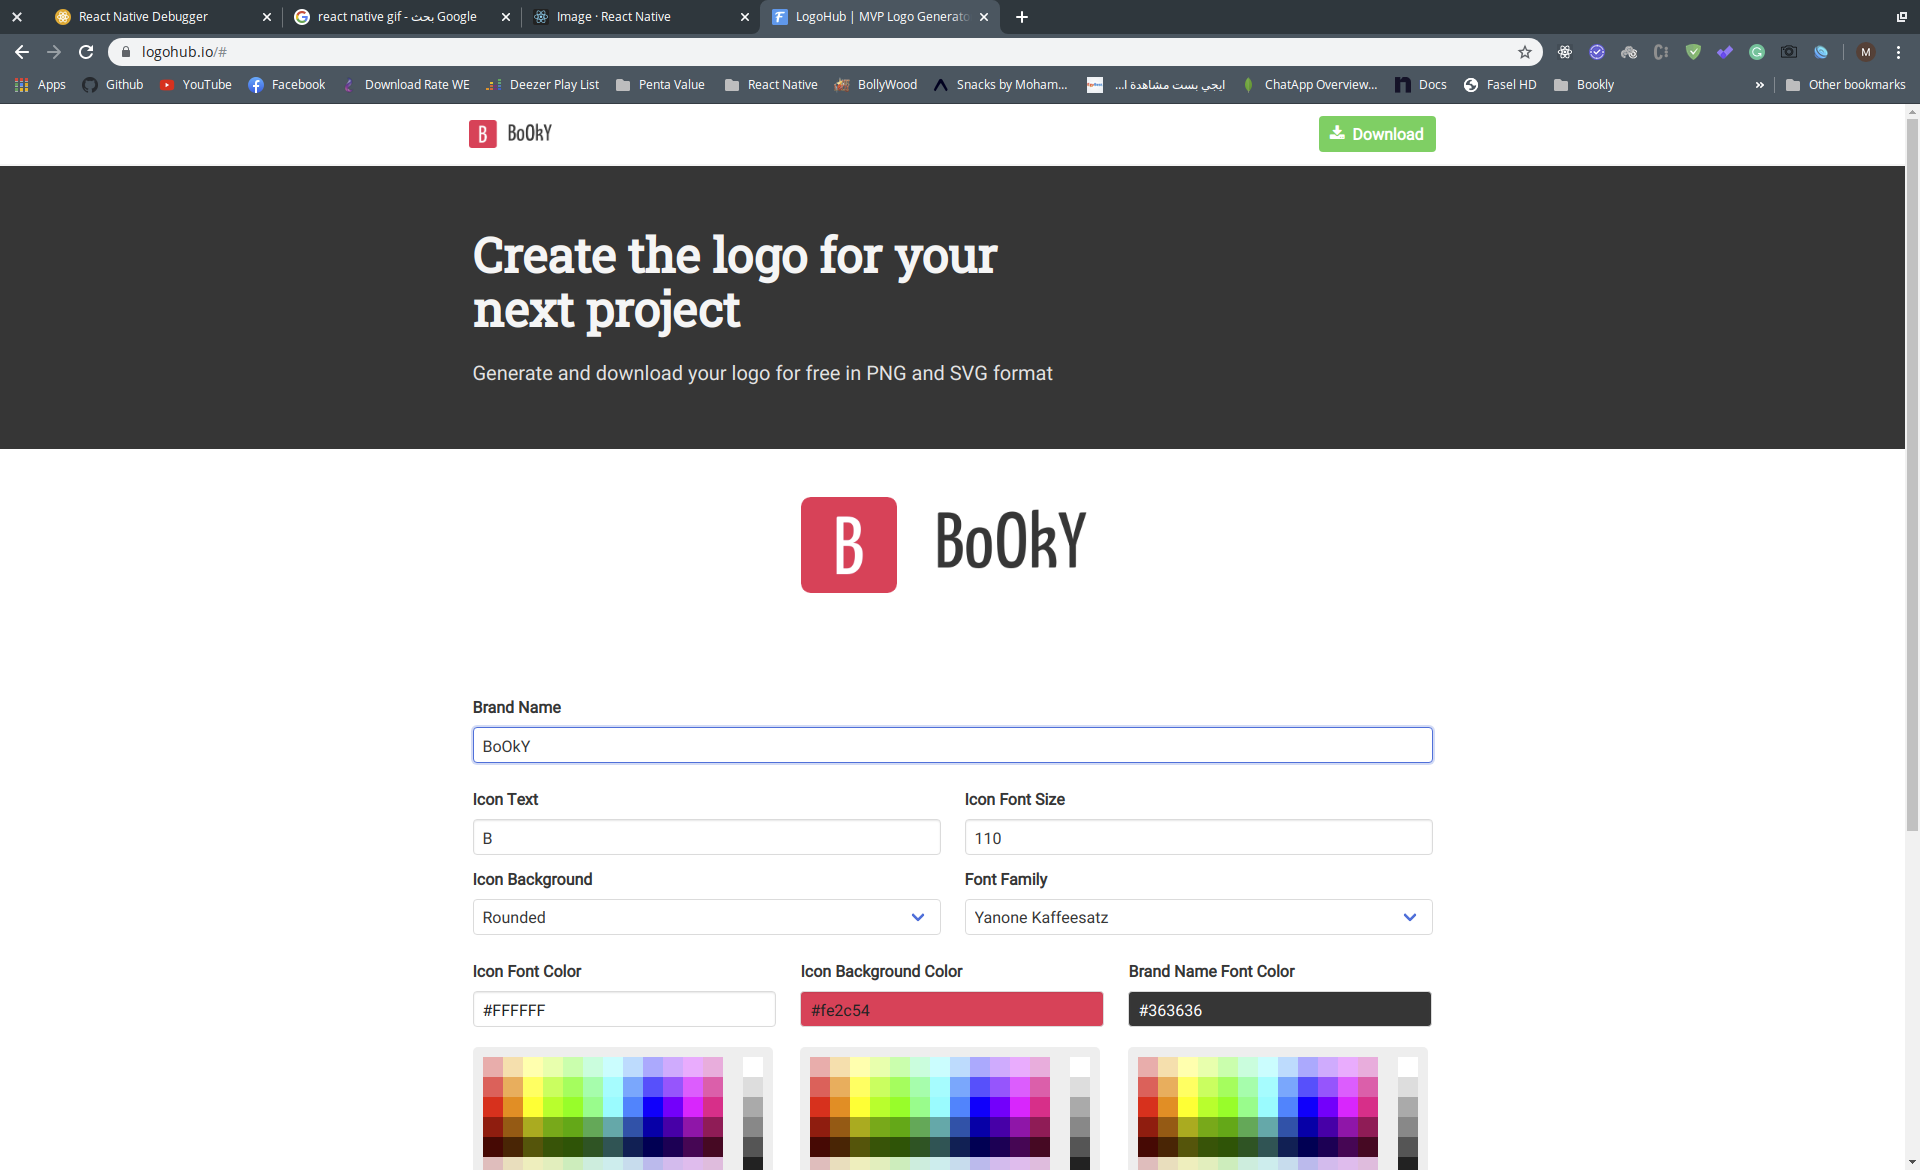 React Native Debugger
react native gif - بحث Google
Image · React Native
LogoHub | MVP Logo Generato
logohub.io/#
M
Apps
Github
YouTube
Facebook
Download Rate WE
Deezer Play List
Penta Value
React Native
BollyWood
Snacks by Moham...
ايجي بست مشاهدة ا...
ChatApp Overview...
Docs
Fasel HD
Bookly
»
Other bookmarks
B BoOkY
Download
Create the logo for your
next project
Generate and download your logo for free in PNG and SVG format
B BoOkY
Brand Name
BoOkY
Icon Text
Icon Font Size
B
110
Icon Background
Font Family
Rounded
Yanone Kaffeesatz
Icon Font Color
Icon Background Color
Brand Name Font Color
#FFFFFF
#fe2c54
#363636